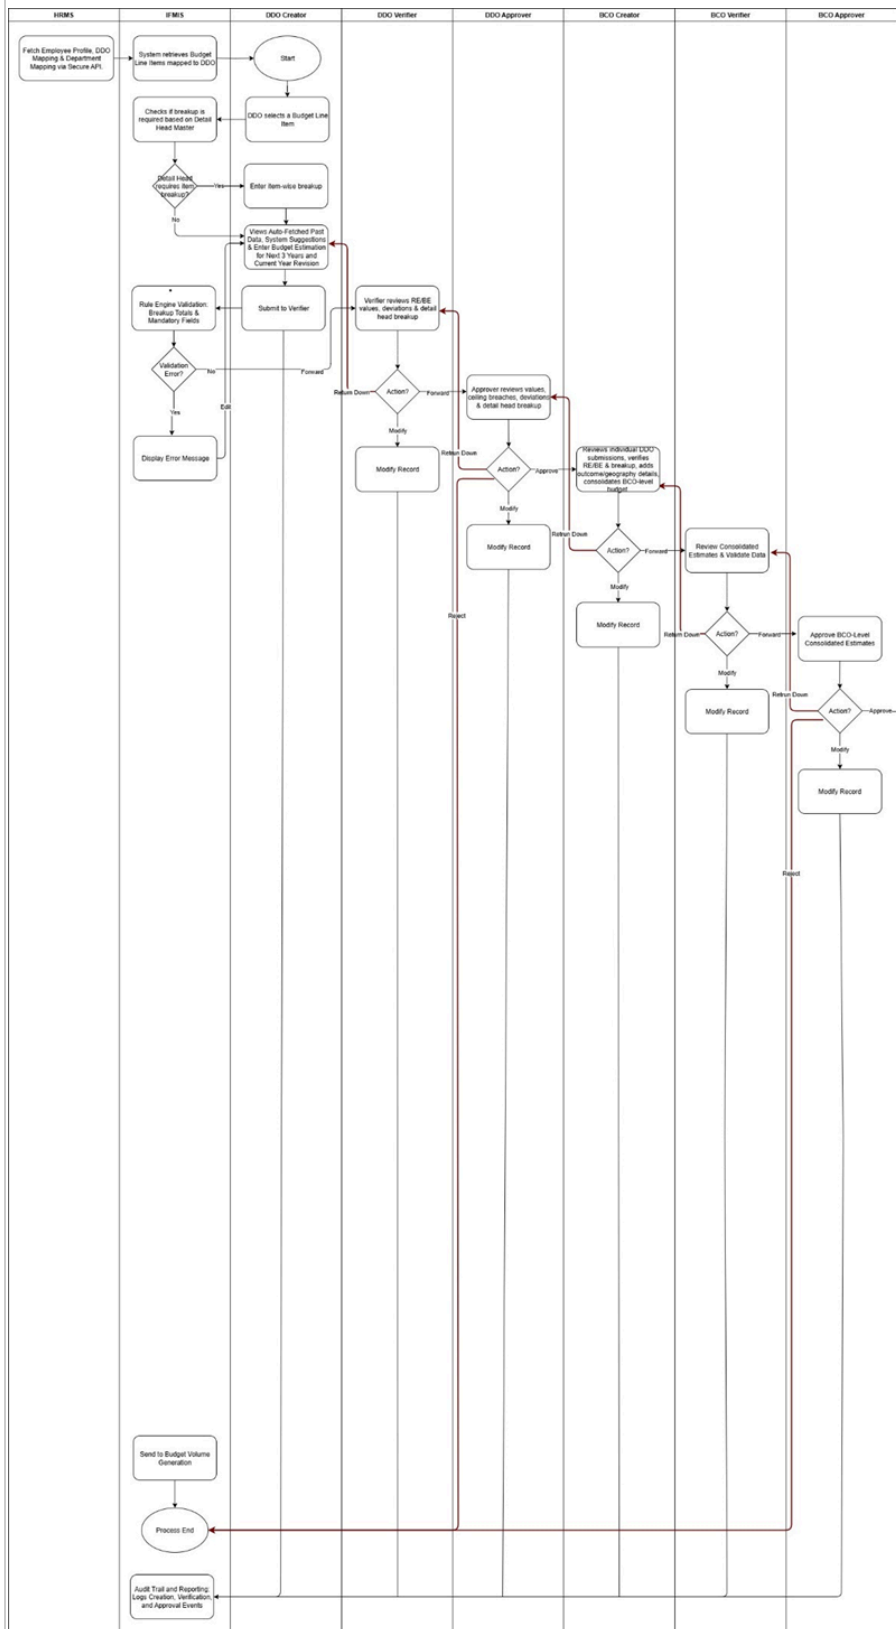 HRMS
IFMIS
DDO Creator
DDO Verifier
DDO Approver
BCO Creator
BCO Verifier
BCO Approver
Fetch Employee Profile, DDO
Mapping & Department
Mapping via Secure API.
System retrieves Budget
Line Items mapped to DDO
Start
Checks if breakup is
required based on Detail
Head Master
DDO selects a Budget Line
Item
Detail Head
requires item
breakup?
Yes
Enter item-wise breakup
No
Views Auto-Fetched Past
Data, System Suggestions
& Enter Budget Estimation
for Next 3 Years and
Current Year Revision
Rule Engine Validation:
Breakup Totals &
Mandatory Fields
Submit to Verifier
Verifier reviews RE/BE
values, deviations & detail
head breakup
Validation
Error?
No
Forward
Return Down
Action?
Forward
Approver reviews values,
ceiling breaches, deviations
& detail head breakup
Yes
Edit
Modify
Display Error Message
Modify Record
Retrun Down
Action?
Approve
Reviews individual DDO
submissions, verifies
RE/BE & breakup, adds
outcome/geography details,
consolidates BCO-level
budget
Modify
Modify Record
Retrun Down
Action?
Forward
Review Consolidated
Estimates & Validate Data
Modify
Reject
Modify Record
Return Down
Action?
Forward
Approve BCO-Level
Consolidated Estimates
Modify
Modify Record
Retrun Down
Action?
Approve
Modify
Modify Record
Reject
Send to Budget Volume
Generation
Process End
Audit Trail and Reporting:
Logs Creation, Verification,
and Approval Events